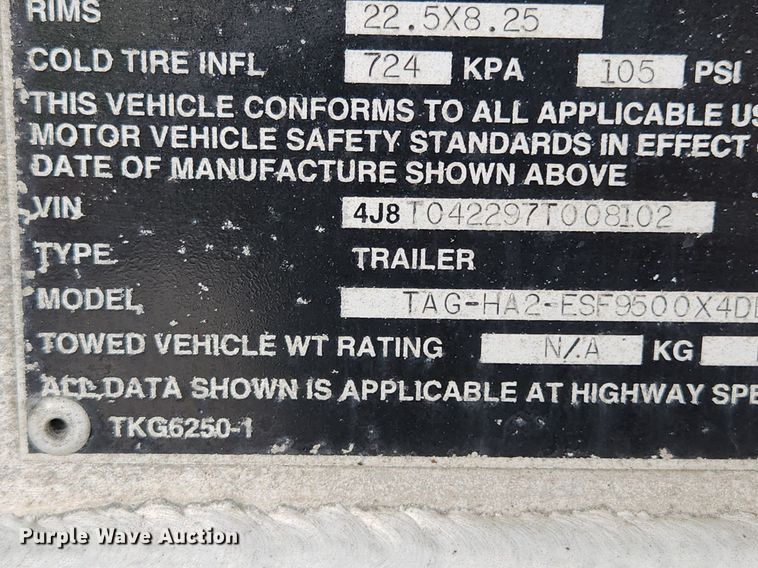 RIMS 22.5X8.25
COLD TIRE INFL 724 KPA 105 PSI
THIS VEHICLE CONFORMS TO ALL APPLICABLE US
MOTOR VEHICLE SAFETY STANDARDS IN EFFECT
DATE OF MANUFACTURE SHOWN ABOVE
VIN 4J8T042297T008102
TYPE TRAILER
MODEL TAG-HA2-ESF9500X4D
TOWED VEHICLE WT RATING N/A KG
ALL DATA SHOWN IS APPLICABLE AT HIGHWAY SPE
TKG6250-1
Purple Wave Auction